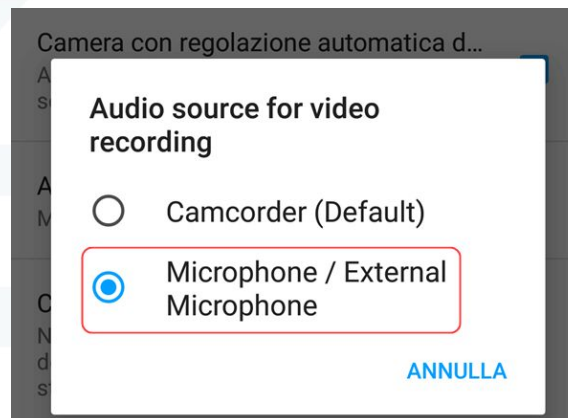 Camera con regolazione automatica d...
A
s
Audio source for video
recording
A
M
Camcorder (Default)
Microphone / External
Microphone
C
N
d
s
ANNULLA